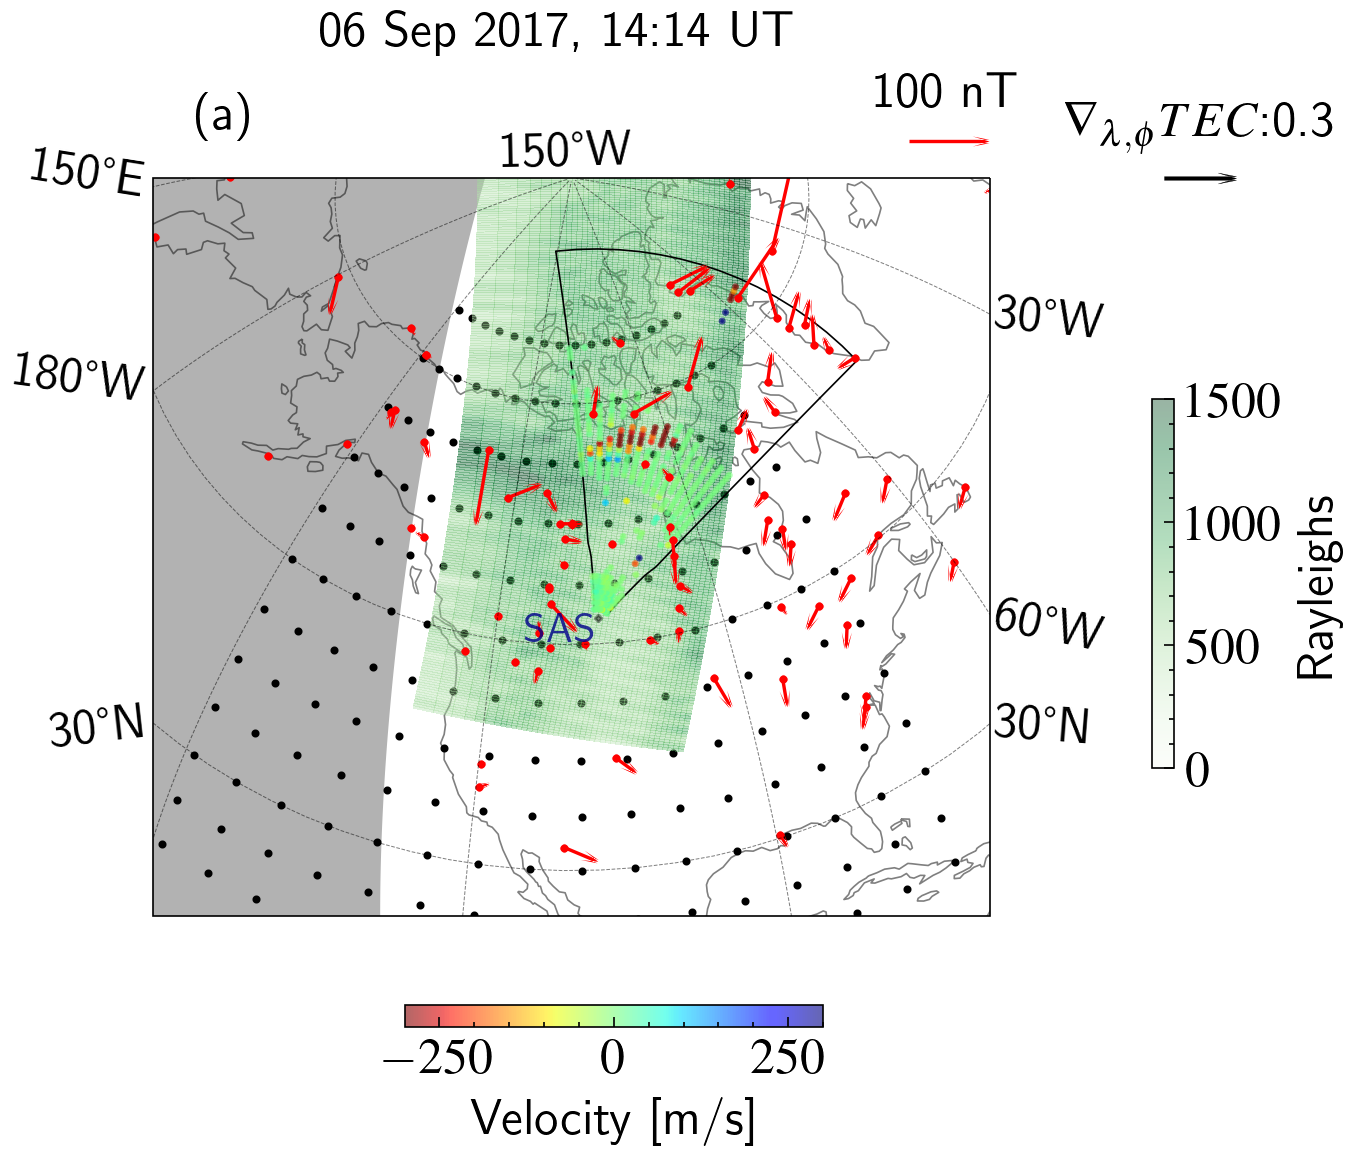 06 Sep 2017, 14:14 UT
(a)
100 nT
∇λ,ϕTEC:0.3
150°W
150°E
180°W
30°N
30°W
60°W
30°N
SAS
1500
1000
500
0
Rayleighs
−250 0 250
Velocity [m/s]